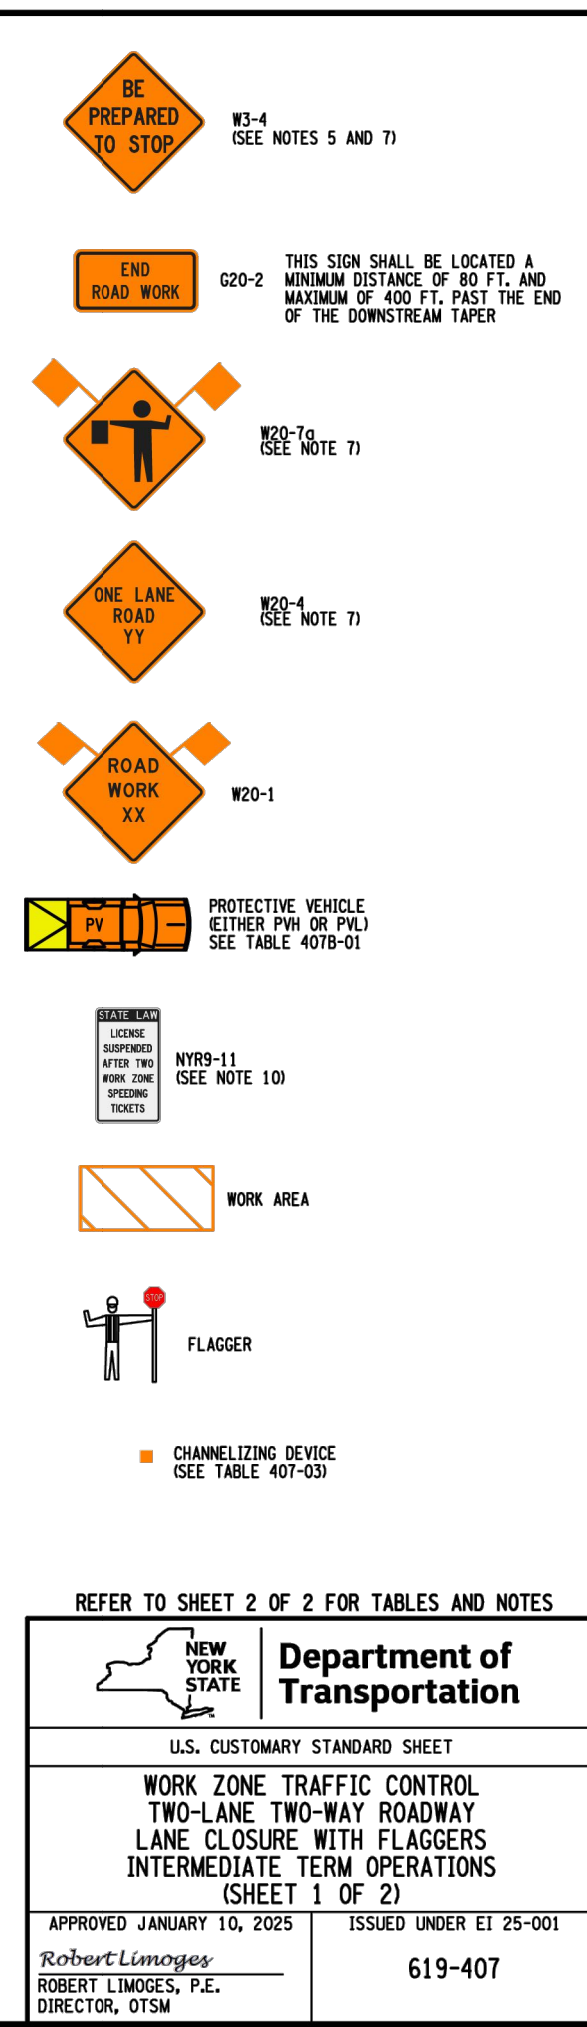 BE
PREPARED
TO STOP
W3-4
(SEE NOTES 5 AND 7)
END
ROAD WORK
G20-2
THIS SIGN SHALL BE LOCATED A
MINIMUM DISTANCE OF 80 FT. AND
MAXIMUM OF 400 FT. PAST THE END
OF THE DOWNSTREAM TAPER
W20-7a
(SEE NOTE 7)
ONE LANE
ROAD
YY
W20-4
(SEE NOTE 7)
ROAD
WORK
XX
W20-1
PV
PROTECTIVE VEHICLE
(EITHER PVH OR PVL)
SEE TABLE 407B-01
STATE LAW
LICENSE
SUSPENDED
AFTER TWO
WORK ZONE
SPEEDING
TICKETS
NYR9-11
(SEE NOTE 10)
WORK AREA
STOP
FLAGGER
CHANNELIZING DEVICE
(SEE TABLE 407-03)
REFER TO SHEET 2 OF 2 FOR TABLES AND NOTES
NEW
YORK
STATE
TM
Department of
Transportation
U.S. CUSTOMARY STANDARD SHEET
WORK ZONE TRAFFIC CONTROL
TWO-LANE TWO-WAY ROADWAY
LANE CLOSURE WITH FLAGGERS
INTERMEDIATE TERM OPERATIONS
(SHEET 1 OF 2)
APPROVED JANUARY 10, 2025
Robert Limoges
ROBERT LIMOGES, P.E.
DIRECTOR, OTSM
ISSUED UNDER EI 25-001
619-407